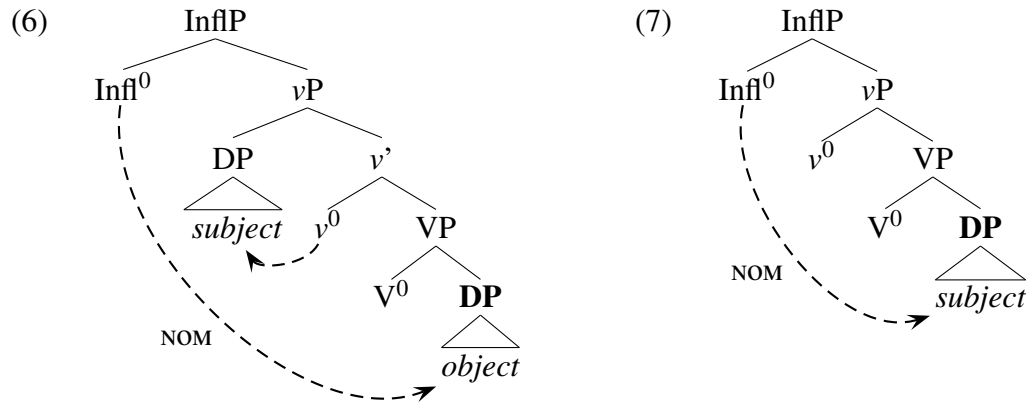 (6) InflP
Infl⁰ vP
DP v’
subject v⁰ VP
V⁰ DP
NOM
object
(7) InflP
Infl⁰ vP
v⁰ VP
V⁰ DP
NOM
subject